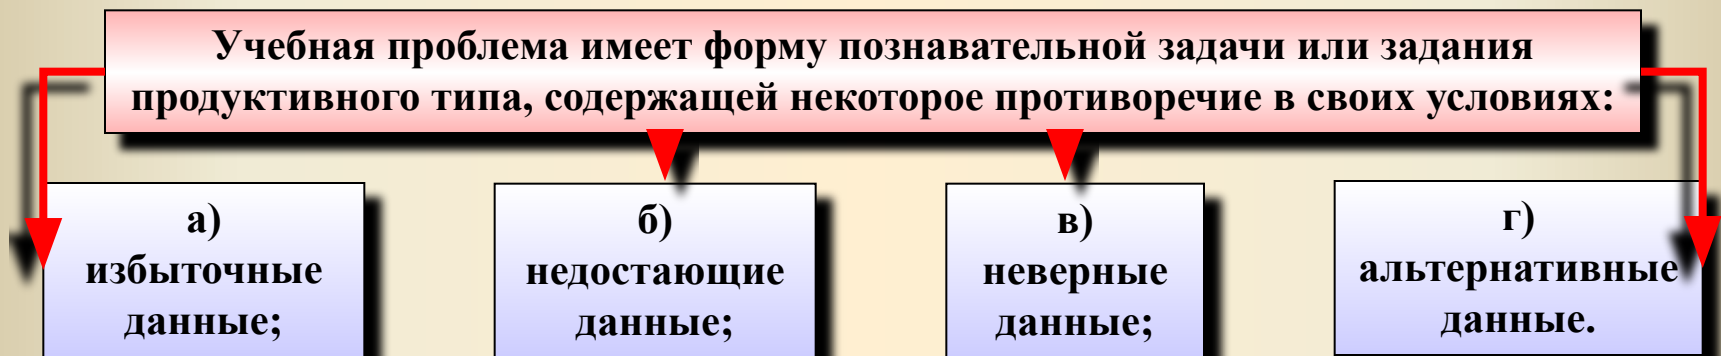 Учебная проблема имеет форму познавательной задачи или задания
продуктивного типа, содержащей некоторое противоречие в своих условиях:
а)
избыточные
данные;
б)
недостающие
данные;
в)
неверные
данные;
г)
альтернативные
данные.